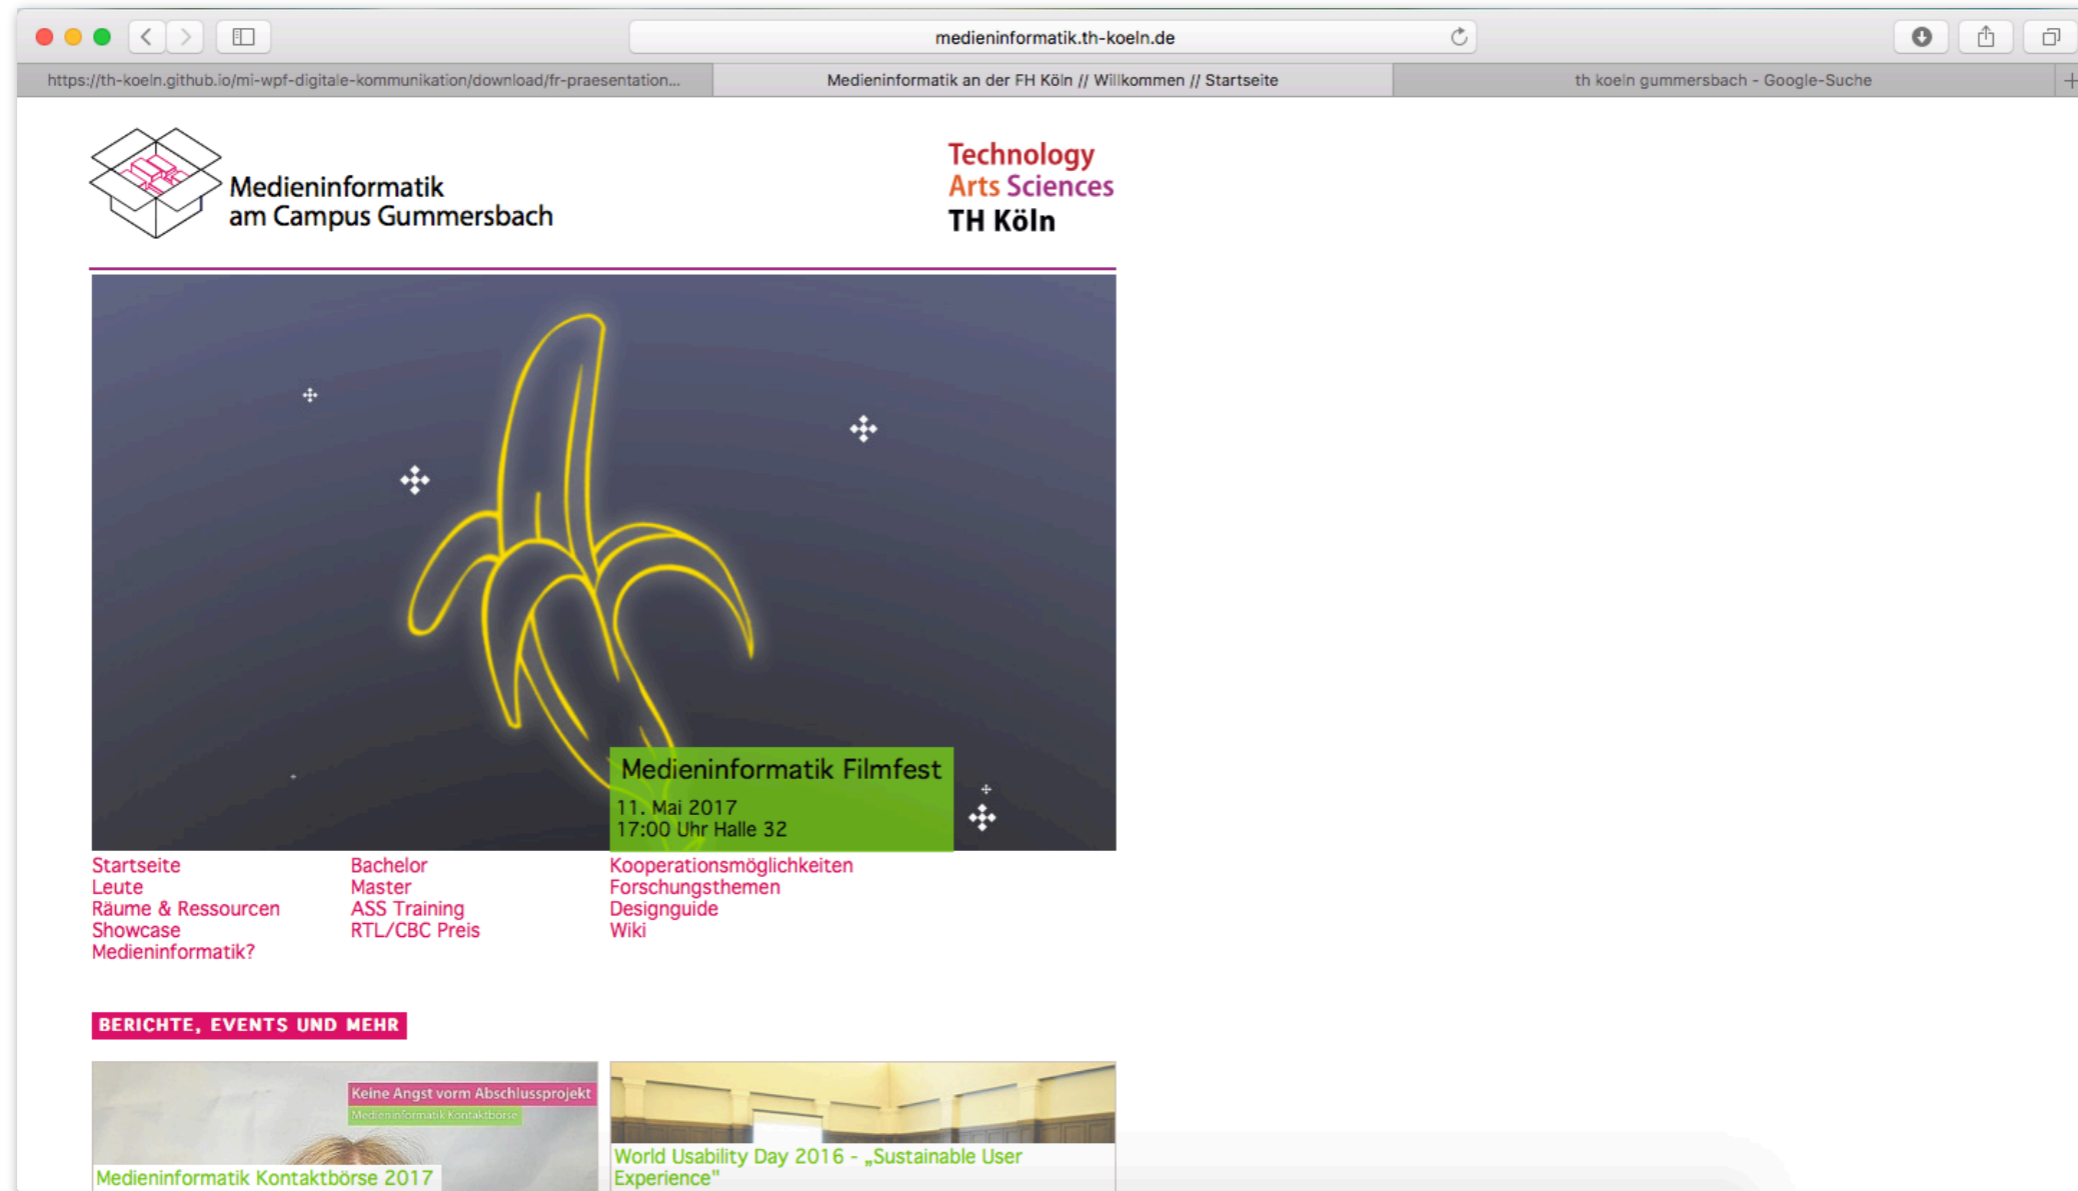 medieninformatik.th-koeln.de
https://th-koeln.github.io/mi-wpf-digitale-kommunikation/download/fr-praesentation...
Medieninformatik an der FH Köln // Willkommen // Startseite
th koeln gummersbach - Google-Suche
Medieninformatik
am Campus Gummersbach
Technology
Arts Sciences
TH Köln
Medieninformatik Filmfest
11. Mai 2017
17:00 Uhr Halle 32
Startseite
Leute
Räume & Ressourcen
Showcase
Medieninformatik?
Bachelor
Master
ASS Training
RTL/CBC Preis
Kooperationsmöglichkeiten
Forschungsthemen
Designguide
Wiki
BERICHTE, EVENTS UND MEHR
Keine Angst vorm Abschlussprojekt
Medieninformatik Kontaktbörse
Medieninformatik Kontaktbörse 2017
World Usability Day 2016 - „Sustainable User
Experience"